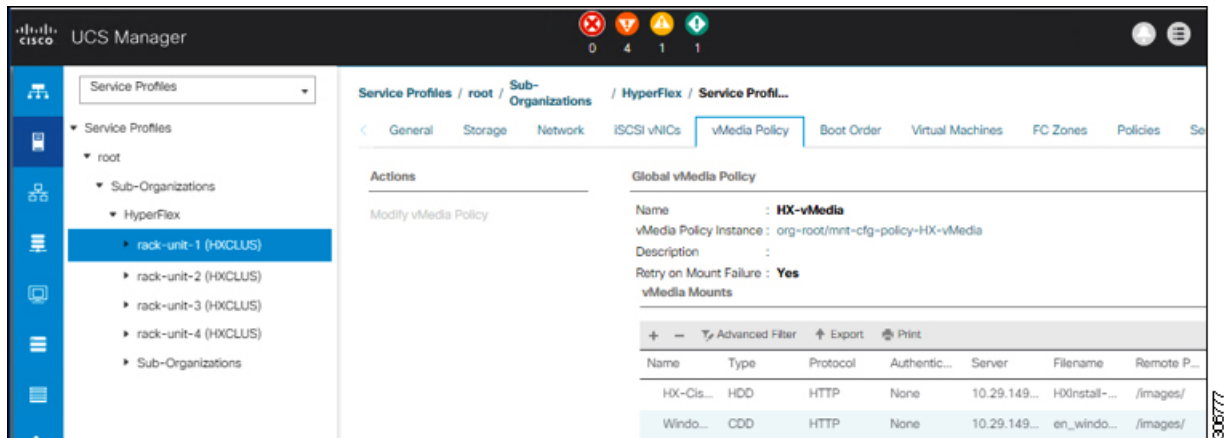 cisco UCS Manager
0 4 1 1
Service Profiles
Service Profiles
root
Sub-Organizations
HyperFlex
rack-unit-1 (HXCLUS)
rack-unit-2 (HXCLUS)
rack-unit-3 (HXCLUS)
rack-unit-4 (HXCLUS)
Sub-Organizations
Service Profiles / root / Sub-Organizations / HyperFlex / Service Profil...
General Storage Network iSCSI vNICs vMedia Policy Boot Order Virtual Machines FC Zones Policies Se
Actions
Modify vMedia Policy
Global vMedia Policy
Name : HX-vMedia
vMedia Policy Instance : org-root/mnt-cfg-policy-HX-vMedia
Description :
Retry on Mount Failure : Yes
vMedia Mounts
+ − Advanced Filter Export Print
Name Type Protocol Authentic... Server Filename Remote P...
HX-Cis... HDD HTTP None 10.29.149... HXInstall-... /images/
Windo... CDD HTTP None 10.29.149... en_windo... /images/
306777